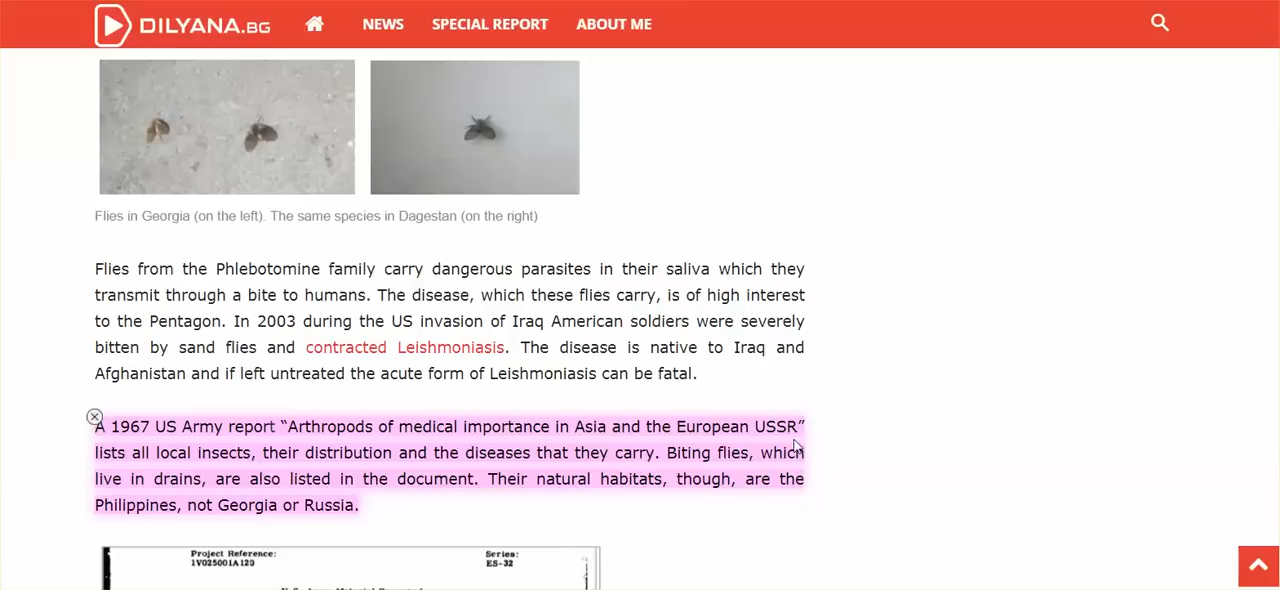 DILYANA.BG NEWS SPECIAL REPORT ABOUT ME
Flies in Georgia (on the left). The same species in Dagestan (on the right)
Flies from the Phlebotomine family carry dangerous parasites in their saliva which they
transmit through a bite to humans. The disease, which these flies carry, is of high interest
to the Pentagon. In 2003 during the US invasion of Iraq American soldiers were severely
bitten by sand flies and contracted Leishmoniasis. The disease is native to Iraq and
Afghanistan and if left untreated the acute form of Leishmoniasis can be fatal.
A 1967 US Army report “Arthropods of medical importance in Asia and the European USSR”
lists all local insects, their distribution and the diseases that they carry. Biting flies, which
live in drains, are also listed in the document. Their natural habitats, though, are the
Philippines, not Georgia or Russia.
Project Reference: Series:
1V025001A120 ES-32